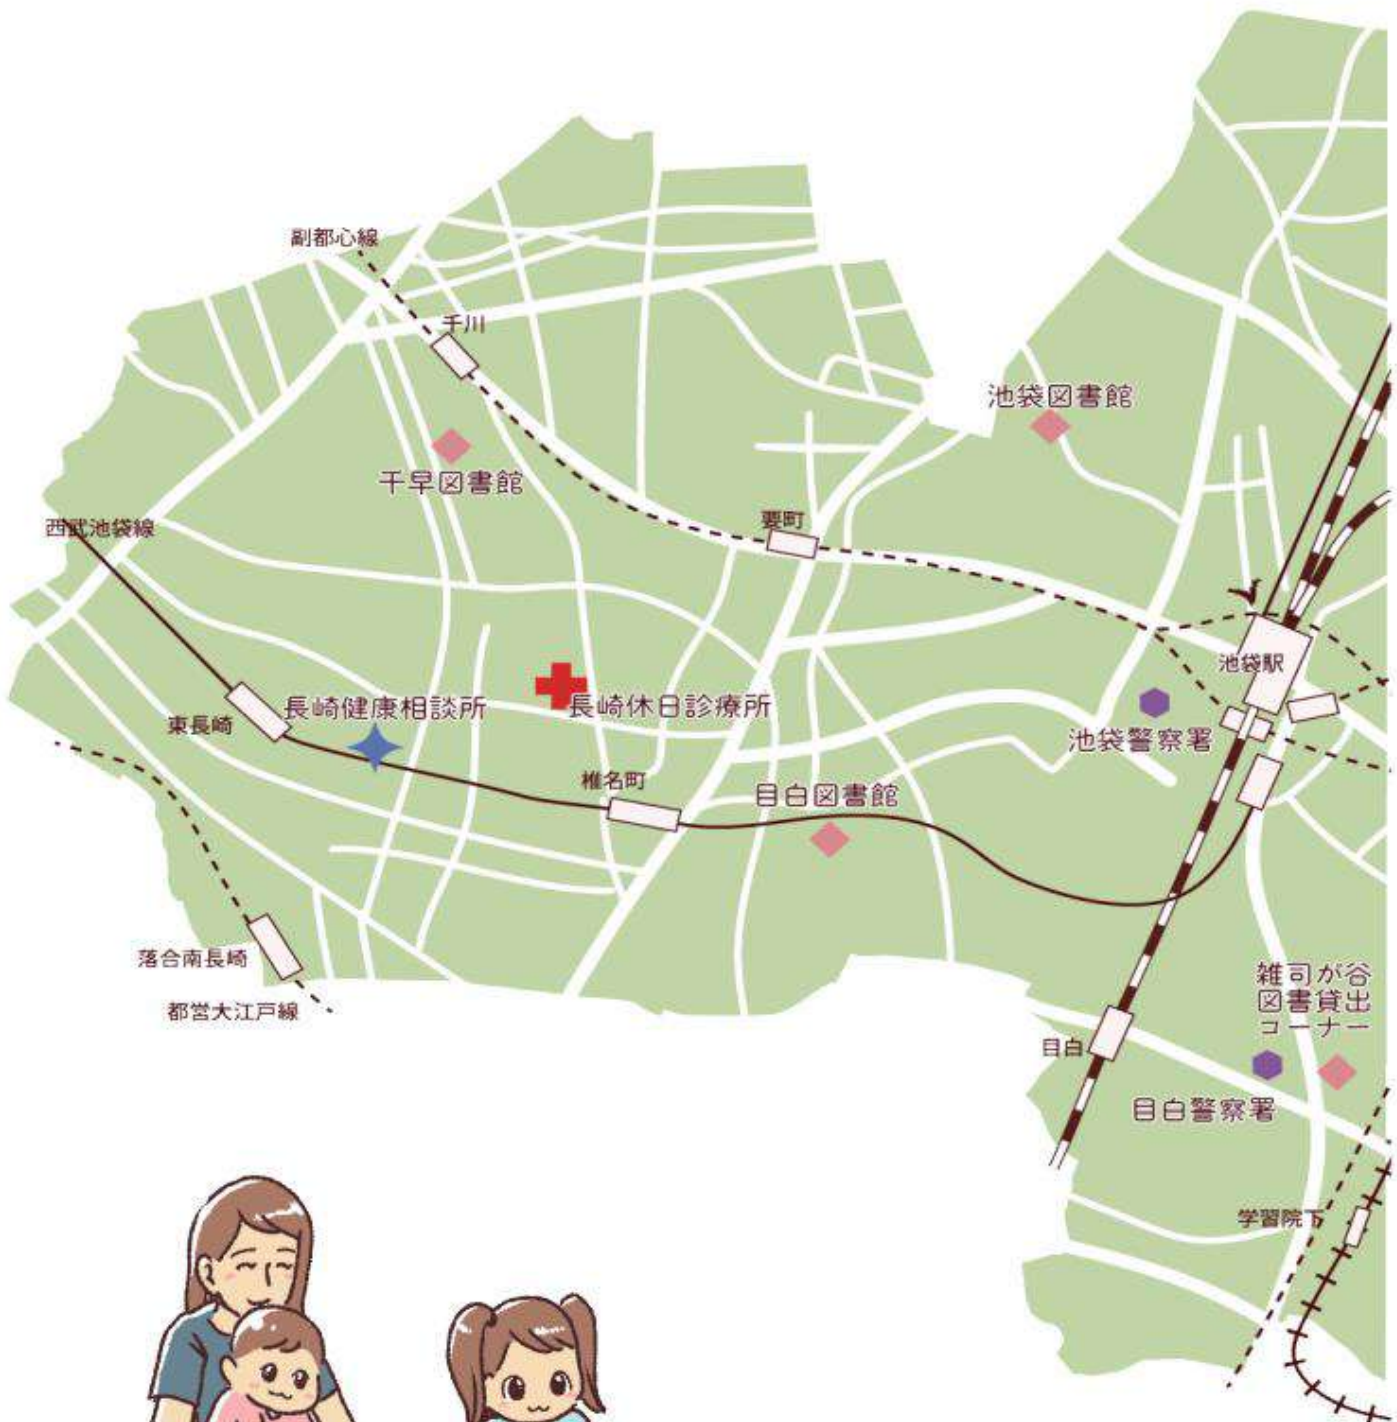 副都心線
千川
池袋図書館
千早図書館
要町
西武池袋線
池袋駅
長崎健康相談所
長崎休日診療所
東長崎
池袋警察署
椎名町
目白図書館
落合南長崎
都営大江戸線
雑司が谷
図書貸出
コーナー
目白
目白警察署
学習院下